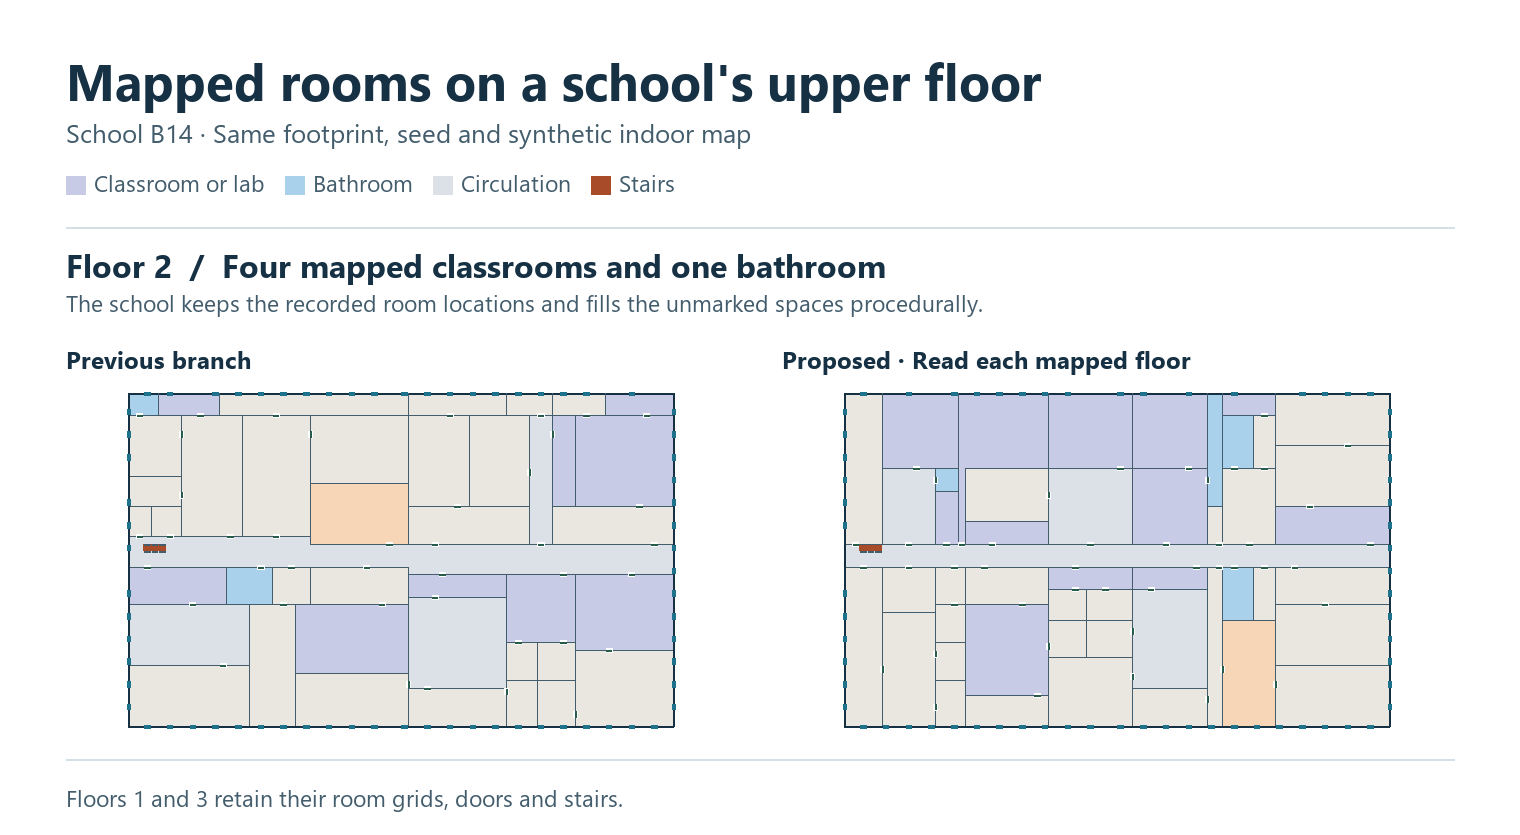 Mapped rooms on a school's upper floor
School B14 · Same footprint, seed and synthetic indoor map
Classroom or lab
Bathroom
Circulation
Stairs
Floor 2 / Four mapped classrooms and one bathroom
The school keeps the recorded room locations and fills the unmarked spaces procedurally.
Previous branch
Proposed · Read each mapped floor
Floors 1 and 3 retain their room grids, doors and stairs.